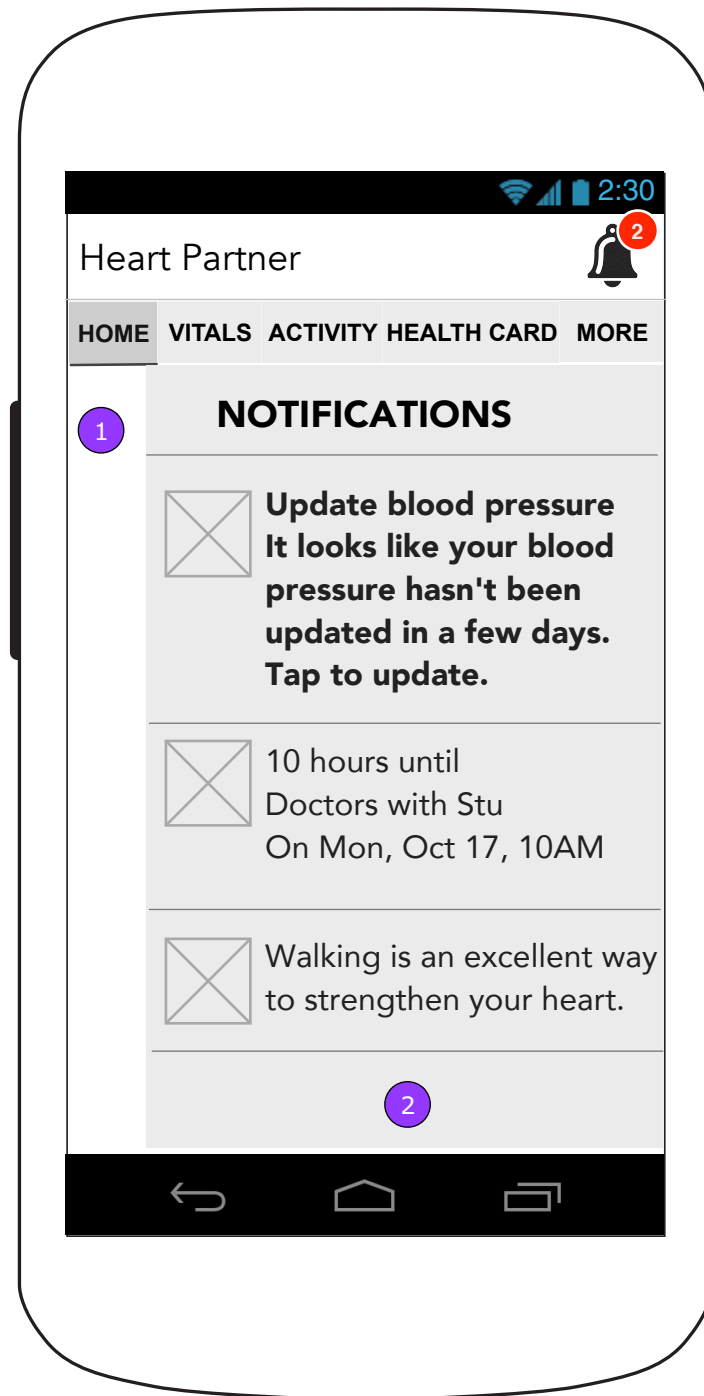 2:30
2
Heart Partner
HOME VITALS ACTIVITY HEALTH CARD MORE
1
NOTIFICATIONS
Update blood pressure
It looks like your blood
pressure hasn't been
updated in a few days.
Tap to update.
10 hours until
Doctors with Stu
On Mon, Oct 17, 10AM
Walking is an excellent way
to strengthen your heart.
2